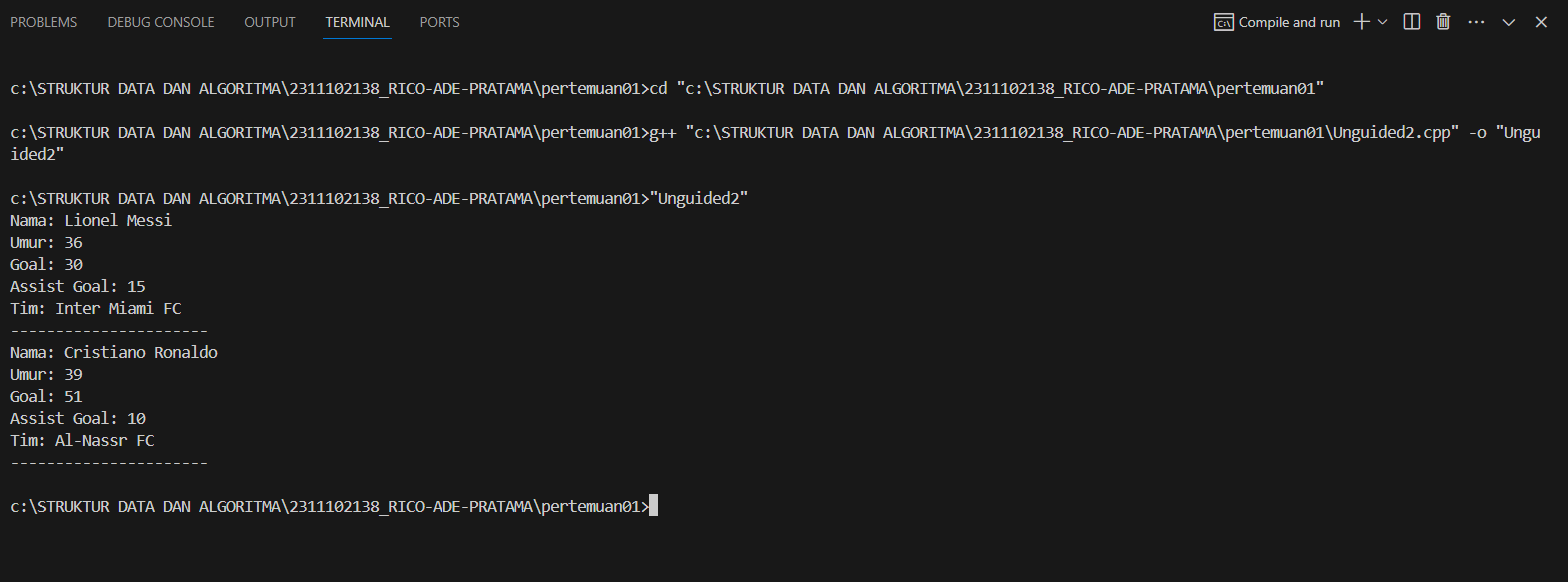 PROBLEMS DEBUG CONSOLE OUTPUT TERMINAL PORTS Compile and run
c:\STRUKTUR DATA DAN ALGORITMA\2311102138_RICO-ADE-PRATAMA\pertemuan01>cd "c:\STRUKTUR DATA DAN ALGORITMA\2311102138_RICO-ADE-PRATAMA\pertemuan01"
c:\STRUKTUR DATA DAN ALGORITMA\2311102138_RICO-ADE-PRATAMA\pertemuan01>g++ "c:\STRUKTUR DATA DAN ALGORITMA\2311102138_RICO-ADE-PRATAMA\pertemuan01\Unguided2.cpp" -o "Ungu
ided2"
c:\STRUKTUR DATA DAN ALGORITMA\2311102138_RICO-ADE-PRATAMA\pertemuan01>"Unguided2"
Nama: Lionel Messi
Umur: 36
Goal: 30
Assist Goal: 15
Tim: Inter Miami FC
----------------------
Nama: Cristiano Ronaldo
Umur: 39
Goal: 51
Assist Goal: 10
Tim: Al-Nassr FC
----------------------
c:\STRUKTUR DATA DAN ALGORITMA\2311102138_RICO-ADE-PRATAMA\pertemuan01>